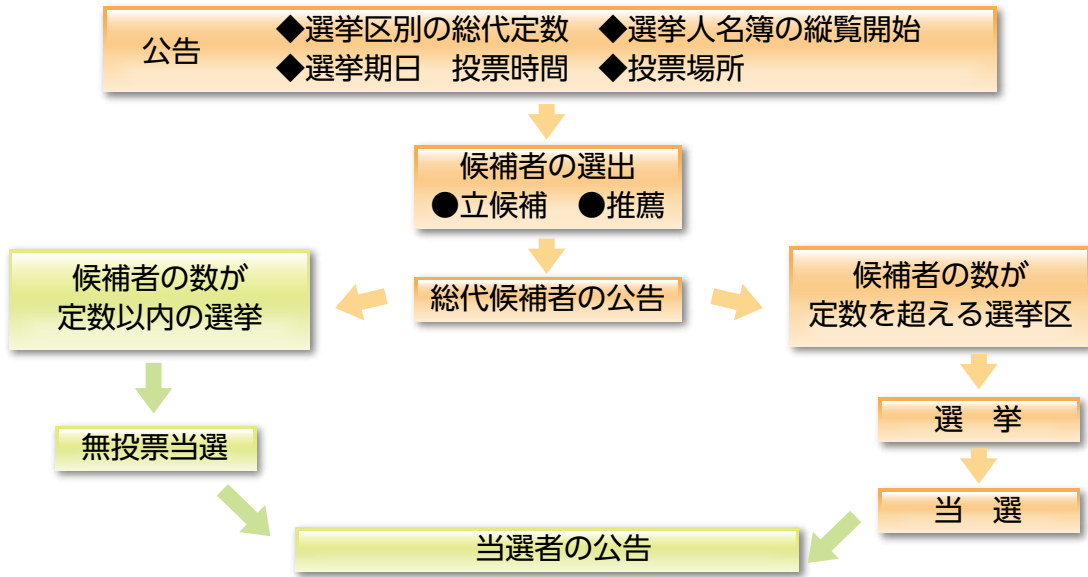 公告
◆選挙区別の総代定数　◆選挙人名簿の縦覧開始
◆選挙期日　投票時間　◆投票場所
候補者の選出
●立候補　●推薦
総代候補者の公告
候補者の数が
定数以内の選挙
無投票当選
候補者の数が
定数を超える選挙区
選　挙
当　選
当選者の公告